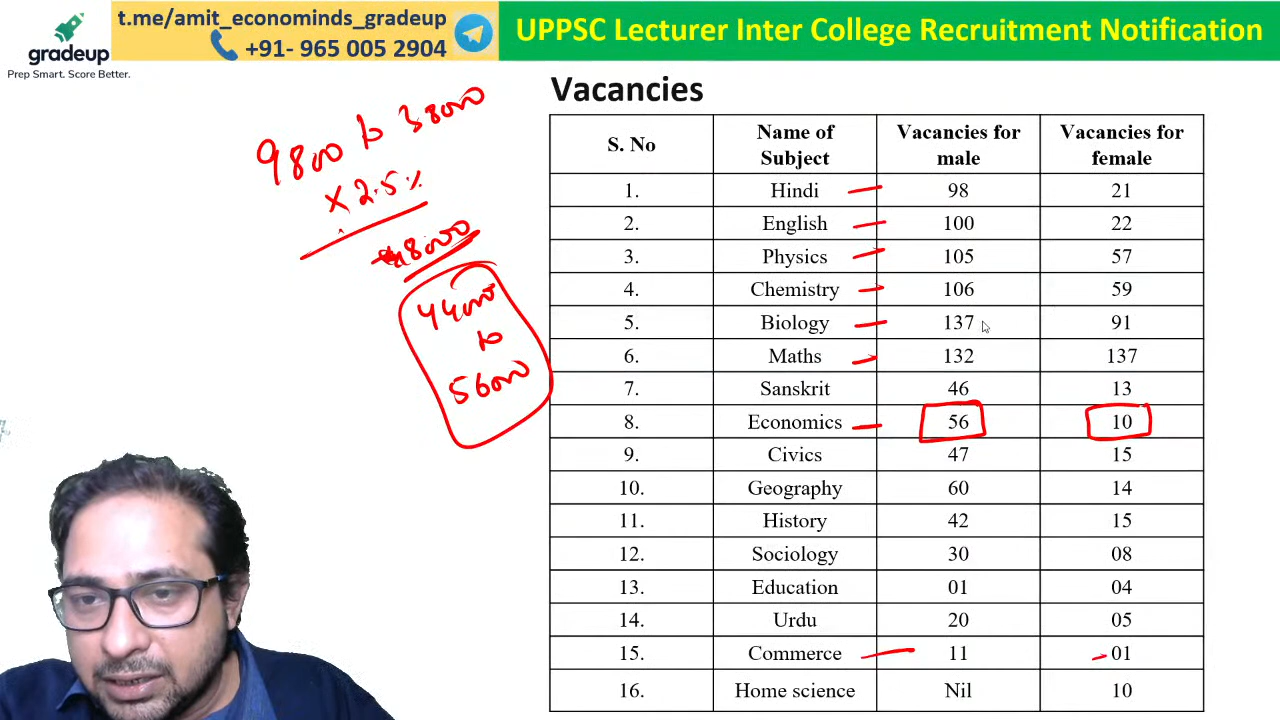 gradeup
Prep Smart. Score Better.
t.me/amit_econominds_gradeup
+91- 965 005 2904
UPPSC Lecturer Inter College Recruitment Notification
Vacancies
9800 to 38000
x 2.5 %
48000
44000
to
56000
S. No Name of Subject Vacancies for male Vacancies for female
1. Hindi 98 21
2. English 100 22
3. Physics 105 57
4. Chemistry 106 59
5. Biology 137 91
6. Maths 132 137
7. Sanskrit 46 13
8. Economics 56 10
9. Civics 47 15
10. Geography 60 14
11. History 42 15
12. Sociology 30 08
13. Education 01 04
14. Urdu 20 05
15. Commerce 11 01
16. Home science Nil 10